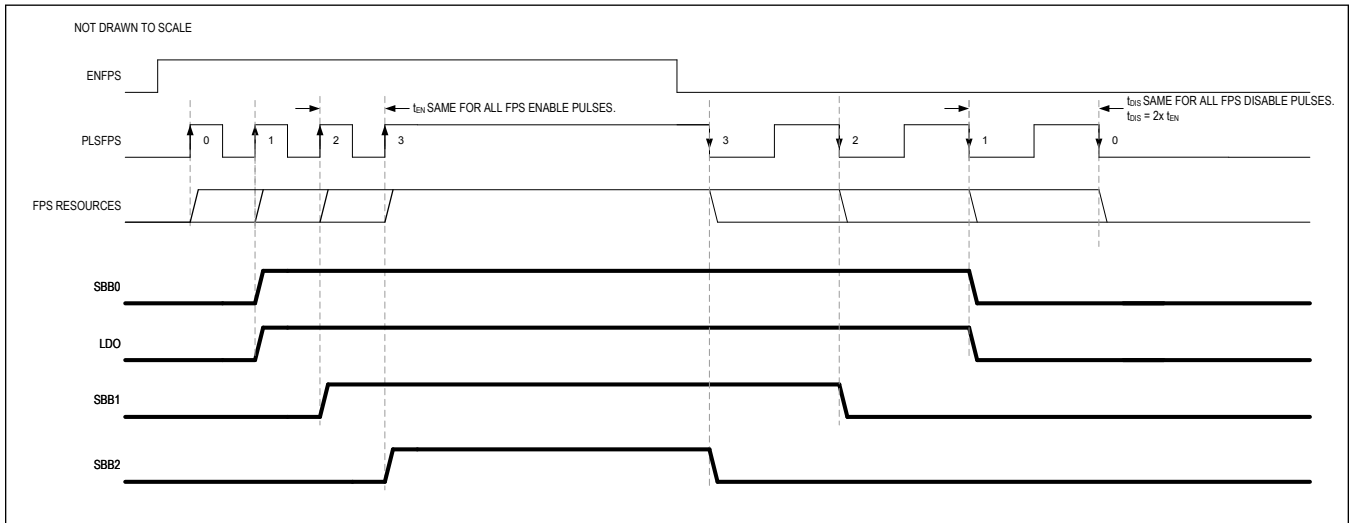 NOT DRAWN TO SCALE
ENFPS
tEN SAME FOR ALL FPS ENABLE PULSES.
tDIS SAME FOR ALL FPS DISABLE PULSES.
tDIS = 2x tEN
PLSFPS
0 1 2 3 3 2 1 0
FPS RESOURCES
SBB0
LDO
SBB1
SBB2